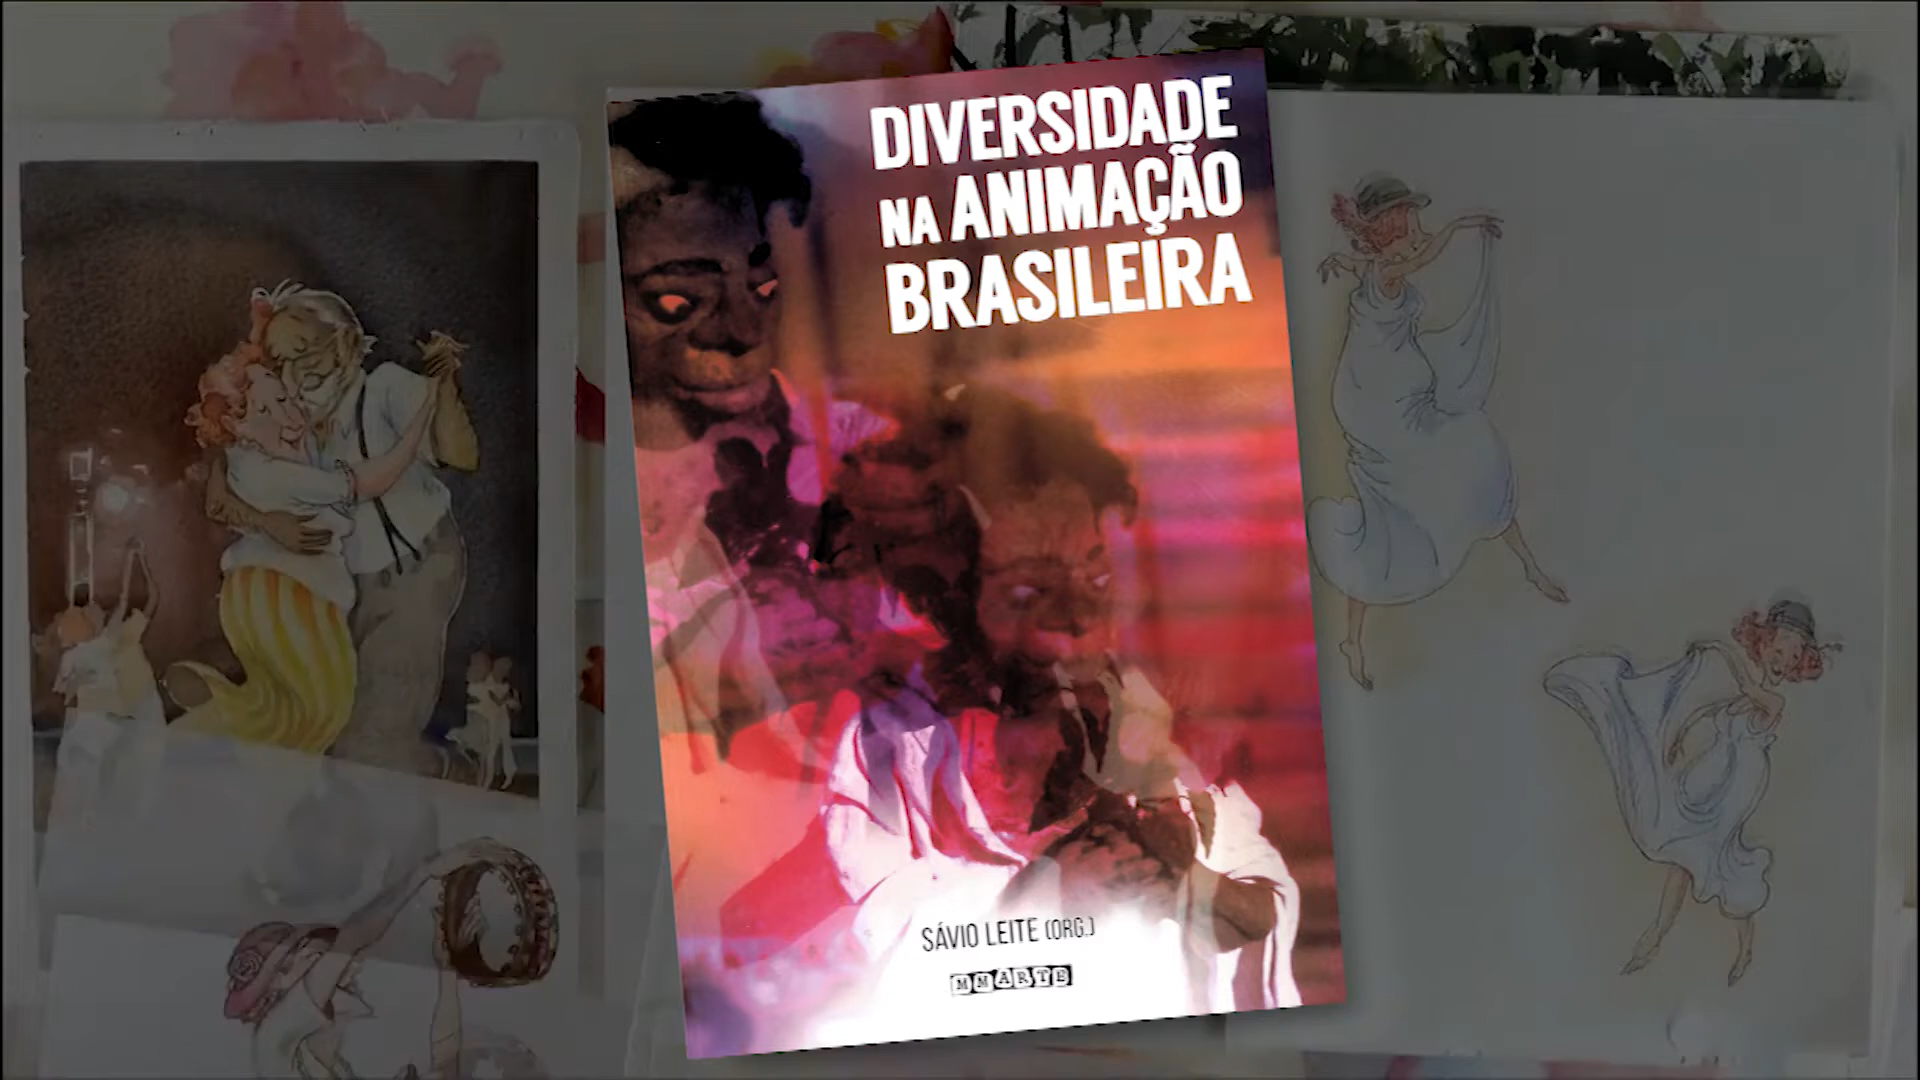 DIVERSIDADE
NA ANIMAÇÃO
BRASILEIRA
SÁVIO LEITE (ORG.)
MMARTE